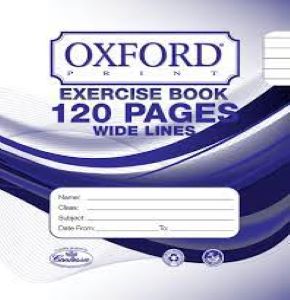 OXFORD
PRINT
EXERCISE BOOK
120 PAGES
WIDE LINES
Name:
Class:
Subject:
Date From: To: